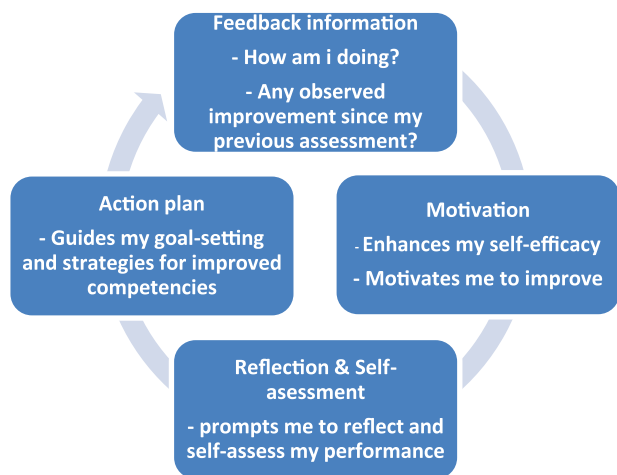 Feedback information
- How am i doing?
- Any observed
improvement since my
previous assessment?
Motivation
- Enhances my self-efficacy
- Motivates me to improve
Reflection & Self-
asessment
- prompts me to reflect and
self-assess my performance
Action plan
- Guides my goal-setting
and strategies for improved
competencies